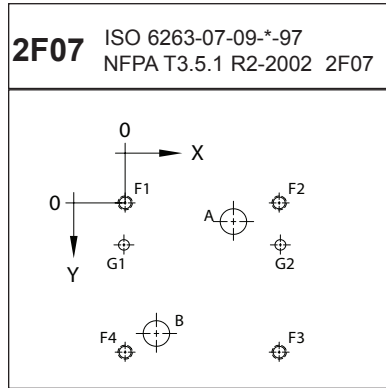 2F07
ISO 6263-07-09-*-97
NFPA T3.5.1 R2-2002 2F07
0
X
0
F1
F2
A
Y
G1
G2
B
F4
F3